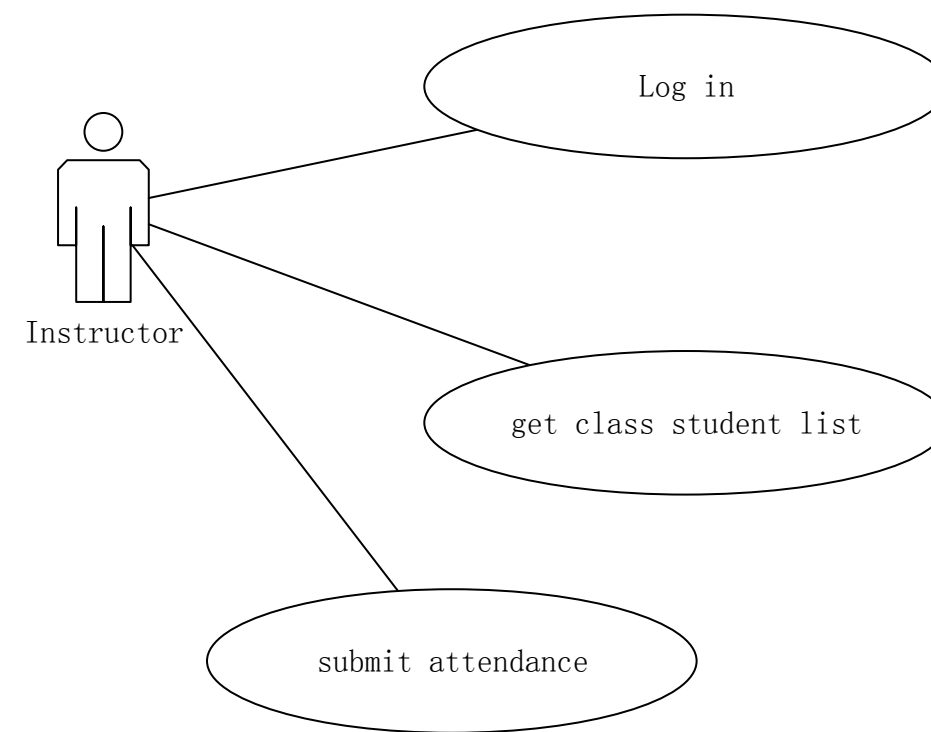 Log in
Instructor
get class student list
submit attendance